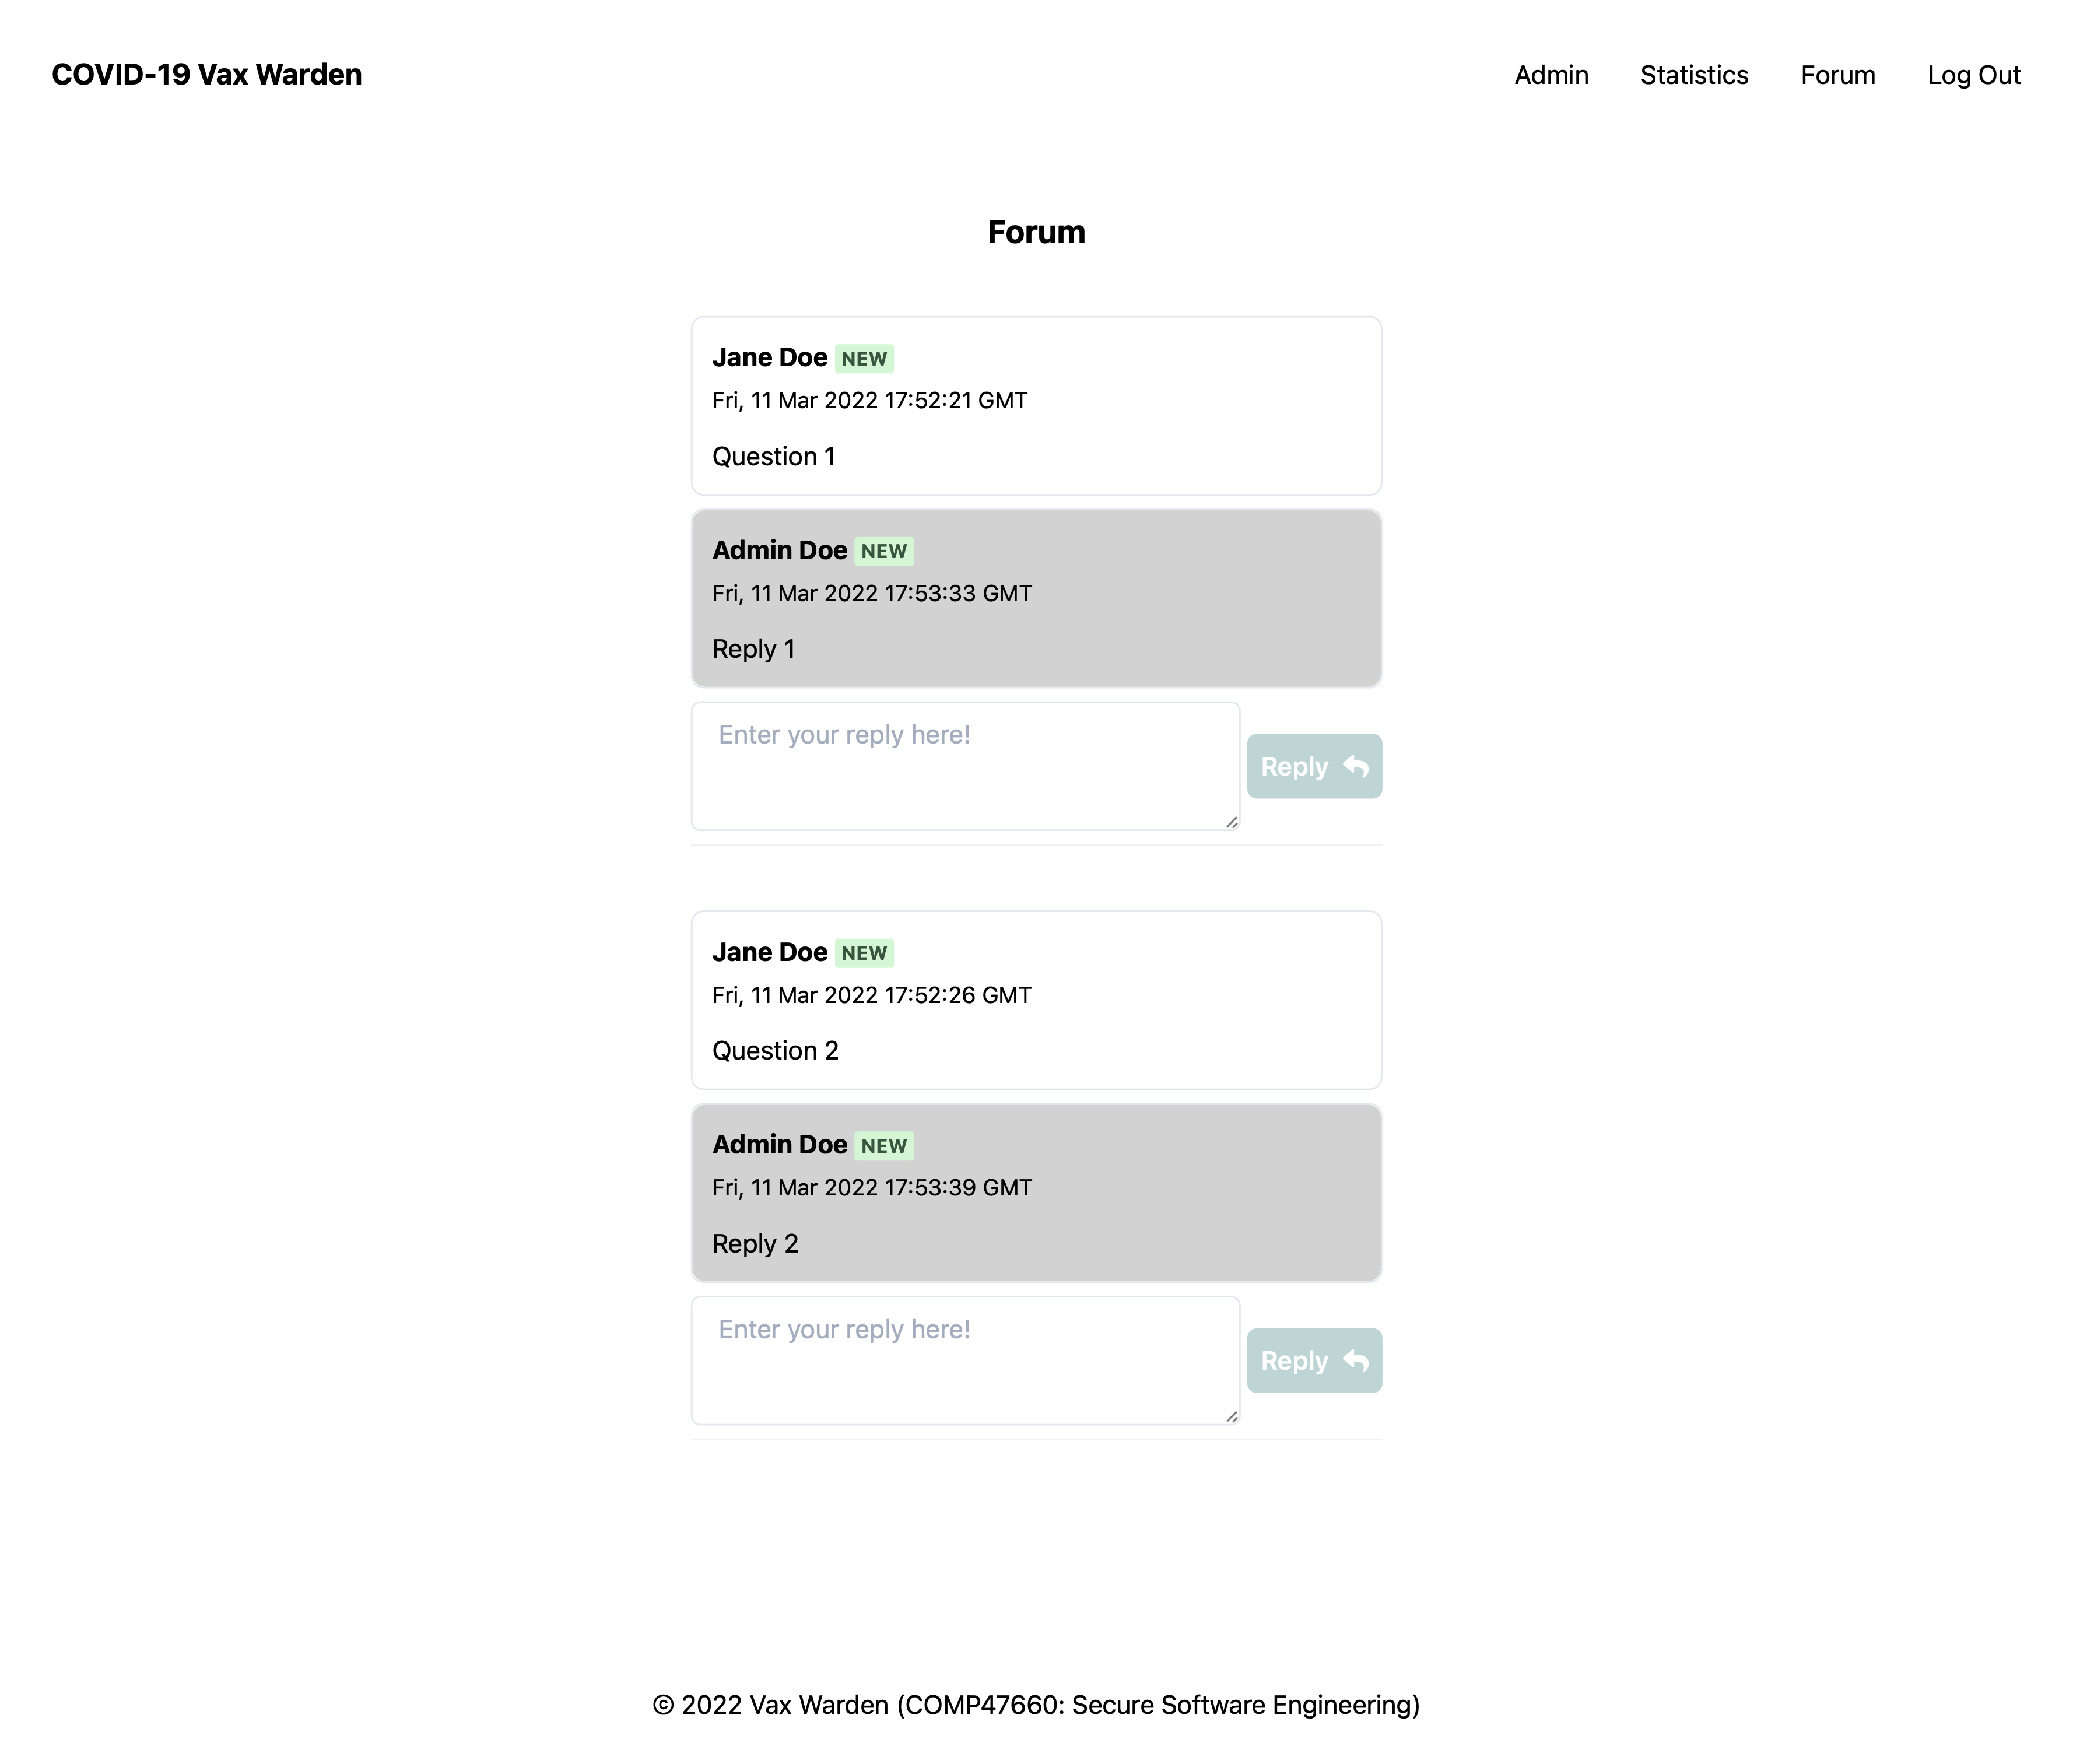 COVID-19 Vax Warden
Admin Statistics Forum Log Out
Forum
Jane Doe NEW
Fri, 11 Mar 2022 17:52:21 GMT
Question 1
Admin Doe NEW
Fri, 11 Mar 2022 17:53:33 GMT
Reply 1
Enter your reply here!
Reply
Jane Doe NEW
Fri, 11 Mar 2022 17:52:26 GMT
Question 2
Admin Doe NEW
Fri, 11 Mar 2022 17:53:39 GMT
Reply 2
Enter your reply here!
Reply
© 2022 Vax Warden (COMP47660: Secure Software Engineering)